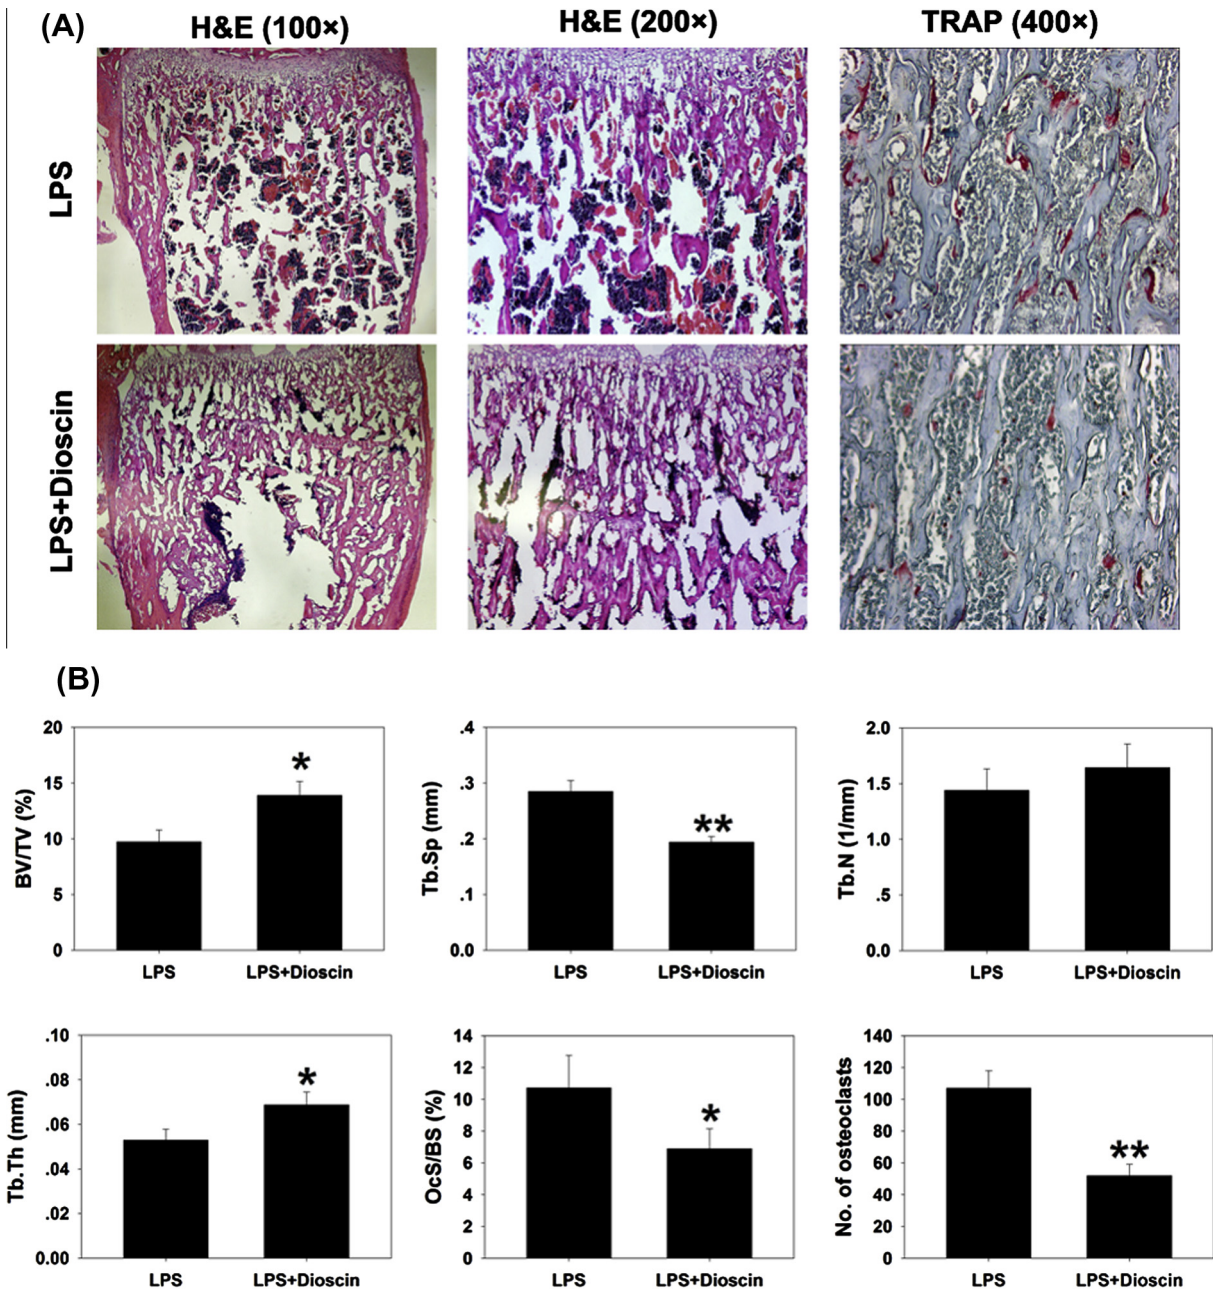 (A)
H&E (100×)
H&E (200×)
TRAP (400×)
LPS
LPS+Dioscin
(B)
BV/TV (%)
20
15
10
5
0
*
LPS
LPS+Dioscin
Tb.Sp (mm)
.4
.3
.2
.1
0.0
**
LPS
LPS+Dioscin
Tb.N (1/mm)
2.0
1.5
1.0
.5
0.0
LPS
LPS+Dioscin
Tb.Th (mm)
.10
.08
.06
.04
.02
0.00
*
LPS
LPS+Dioscin
OcS/BS (%)
14
12
10
8
6
4
2
0
*
LPS
LPS+Dioscin
No. of osteoclasts
140
120
100
80
60
40
20
0
**
LPS
LPS+Dioscin